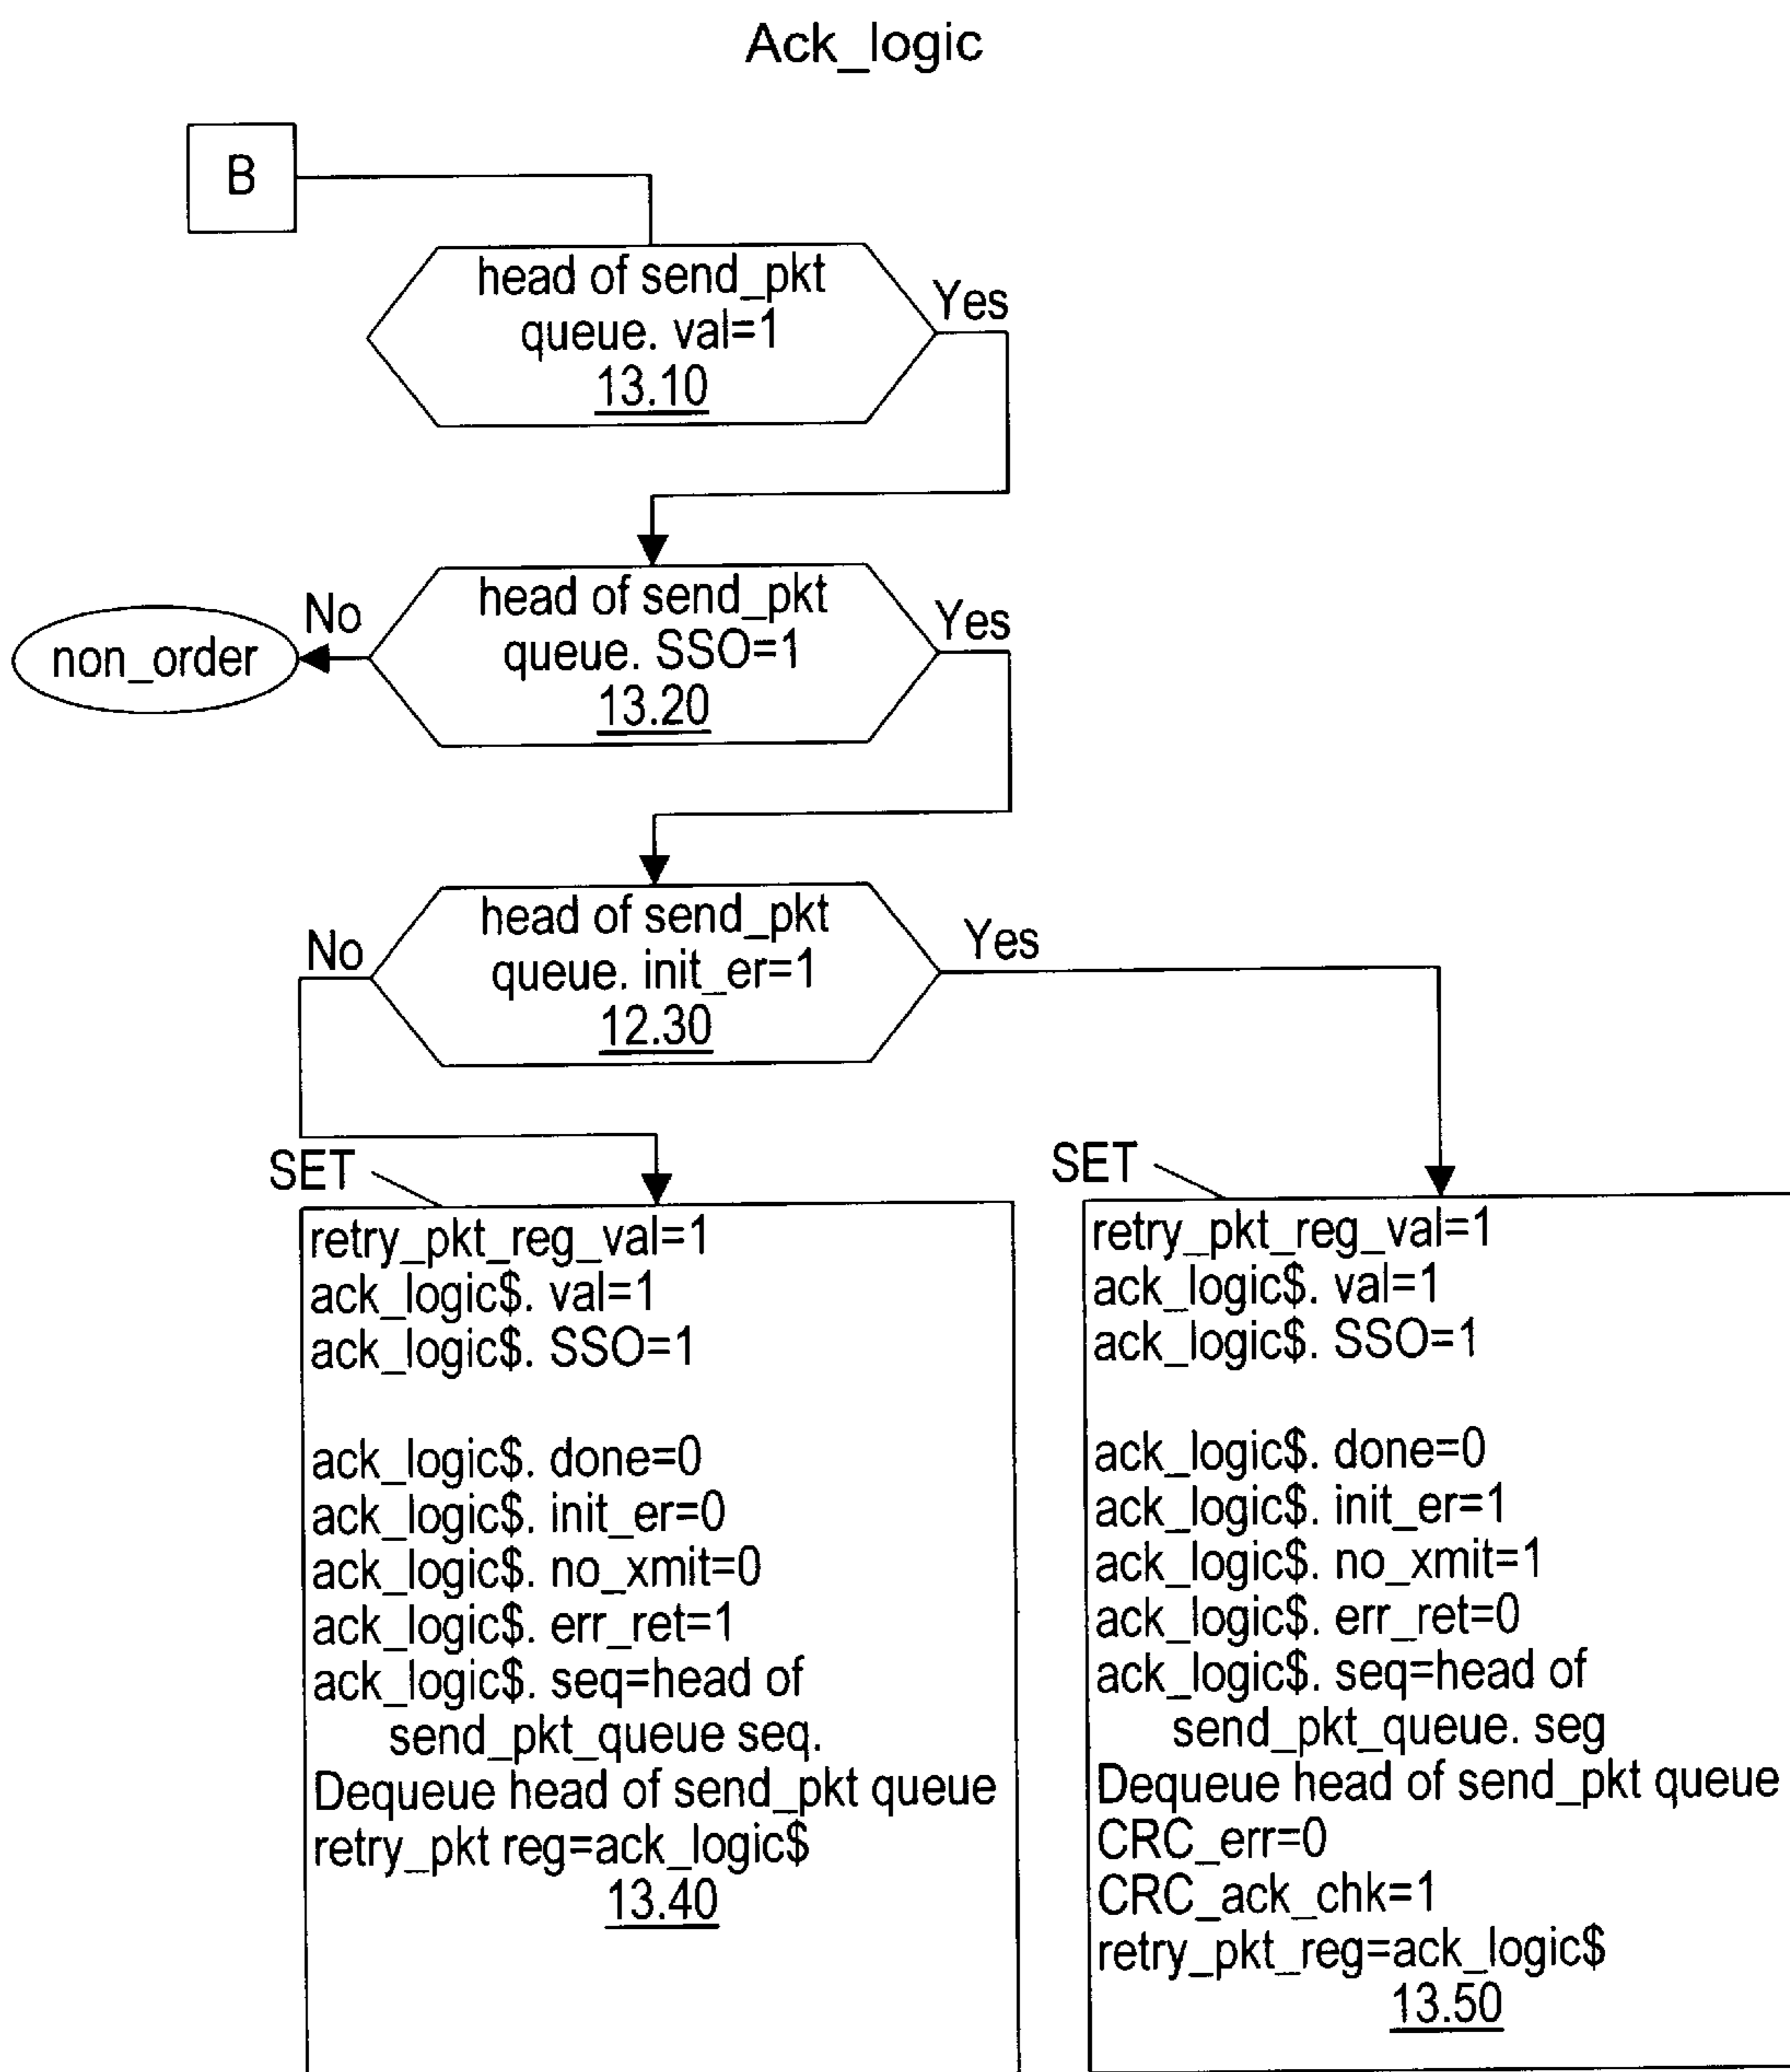 Ack_logic
B
head of send_pkt
queue. val=1
13.10
Yes
head of send_pkt
queue. SSO=1
13.20
No
Yes
non_order
head of send_pkt
queue. init_er=1
12.30
No
Yes
SET
retry_pkt_reg_val=1
ack_logic$. val=1
ack_logic$. SSO=1
ack_logic$. done=0
ack_logic$. init_er=0
ack_logic$. no_xmit=0
ack_logic$. err_ret=1
ack_logic$. seq=head of
send_pkt_queue seq.
Dequeue head of send_pkt queue
retry_pkt reg=ack_logic$
13.40
SET
retry_pkt_reg_val=1
ack_logic$. val=1
ack_logic$. SSO=1
ack_logic$. done=0
ack_logic$. init_er=1
ack_logic$. no_xmit=1
ack_logic$. err_ret=0
ack_logic$. seq=head of
send_pkt_queue. seg
Dequeue head of send_pkt queue
CRC_err=0
CRC_ack_chk=1
retry_pkt_reg=ack_logic$
13.50